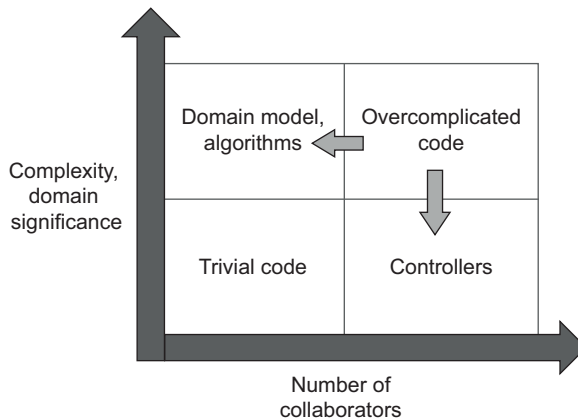 Domain model,
algorithms
Overcomplicated
code
Complexity,
domain
significance
Trivial code
Controllers
Number of
collaborators